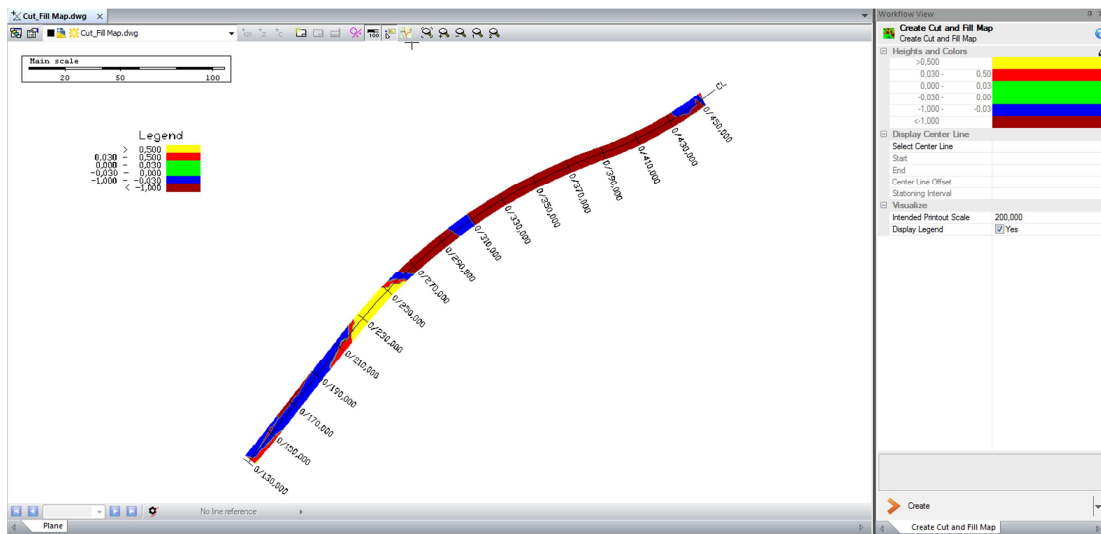 Cut_Fill Map.dwg
Cut_Fill Map.dwg
Main scale
20 50 100
Legend
> 0,500
0,030 - 0,500
0,000 - 0,030
-0,030 - 0,000
-1,000 - -0,030
< -1,000
0/450,000
0/430,000
0/410,000
0/390,000
0/370,000
0/350,000
0/330,000
0/310,000
0/290,000
0/270,000
0/250,000
0/230,000
0/210,000
0/190,000
0/170,000
0/150,000
0/130,000
No line reference
Plane
Workflow View
Create Cut and Fill Map
Create Cut and Fill Map
Heights and Colors
>0,500
0,030 - 0,50
0,000 - 0,03
-0,030 - 0,00
-1,000 - -0,03
<-1,000
Display Center Line
Select Center Line
Start
End
Center Line Offset
Stationing Interval
Visualize
Intended Printout Scale 200,000
Display Legend Yes
Create
Create Cut and Fill Map